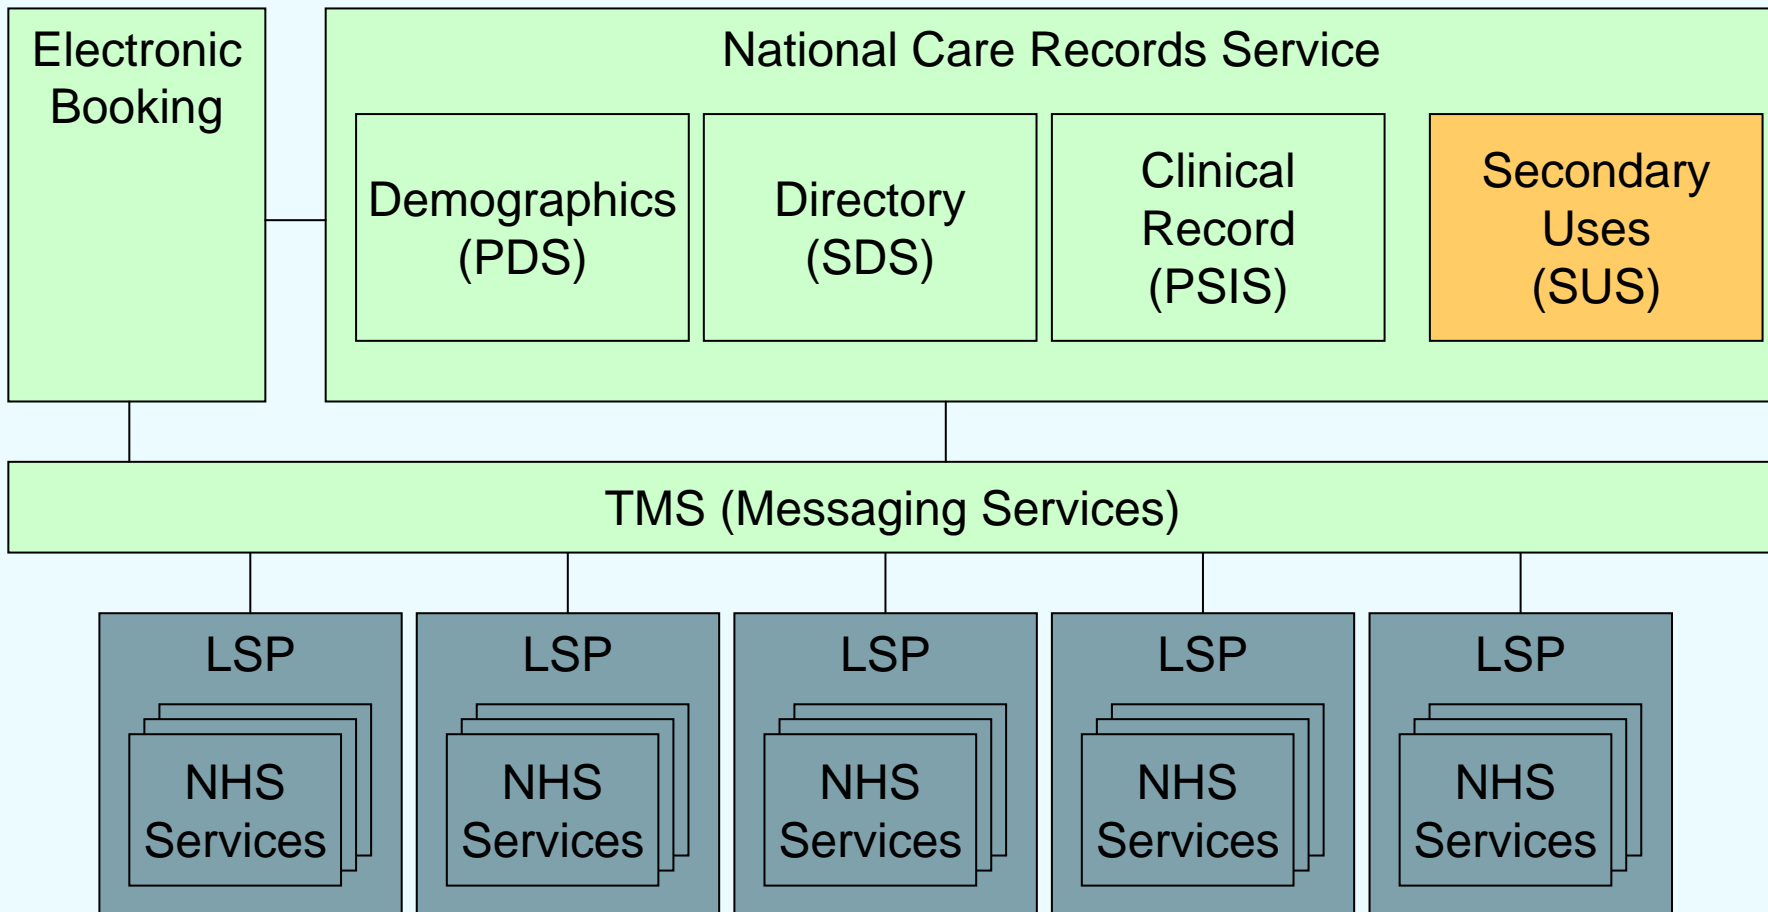 Electronic
Booking
National Care Records Service
Demographics
(PDS)
Directory
(SDS)
Clinical
Record
(PSIS)
Secondary
Uses
(SUS)
TMS (Messaging Services)
LSP
NHS
Services
LSP
NHS
Services
LSP
NHS
Services
LSP
NHS
Services
LSP
NHS
Services